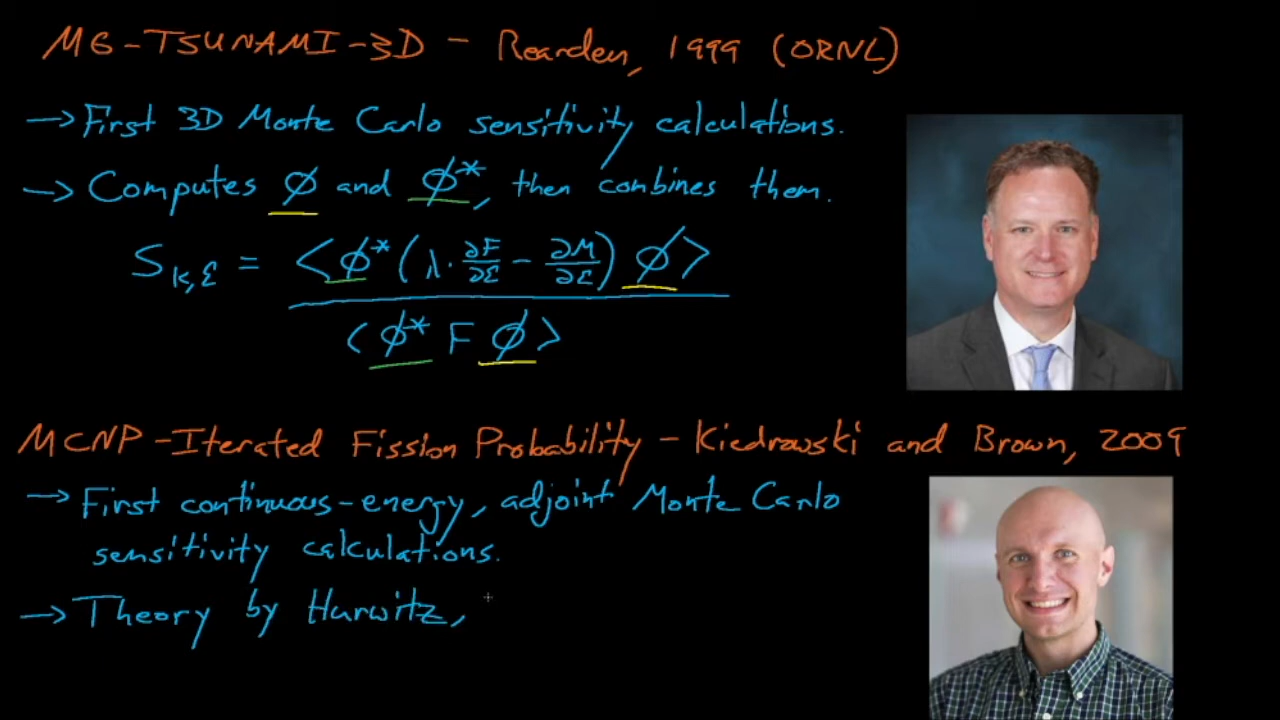 MG-TSUNAMI-3D - Rearden, 1999 (ORNL)
→ First 3D Monte Carlo sensitivity calculations.
→ Computes ϕ and ϕ*, then combines them.
S_{k,Σ} = <ϕ* (λ · ∂F/∂Σ - ∂M/∂Σ) ϕ>
<ϕ* F ϕ>
MCNP - Iterated Fission Probability - Kiedrowski and Brown, 2009
→ First continuous-energy, adjoint Monte Carlo
sensitivity calculations.
→ Theory by Hurwitz,